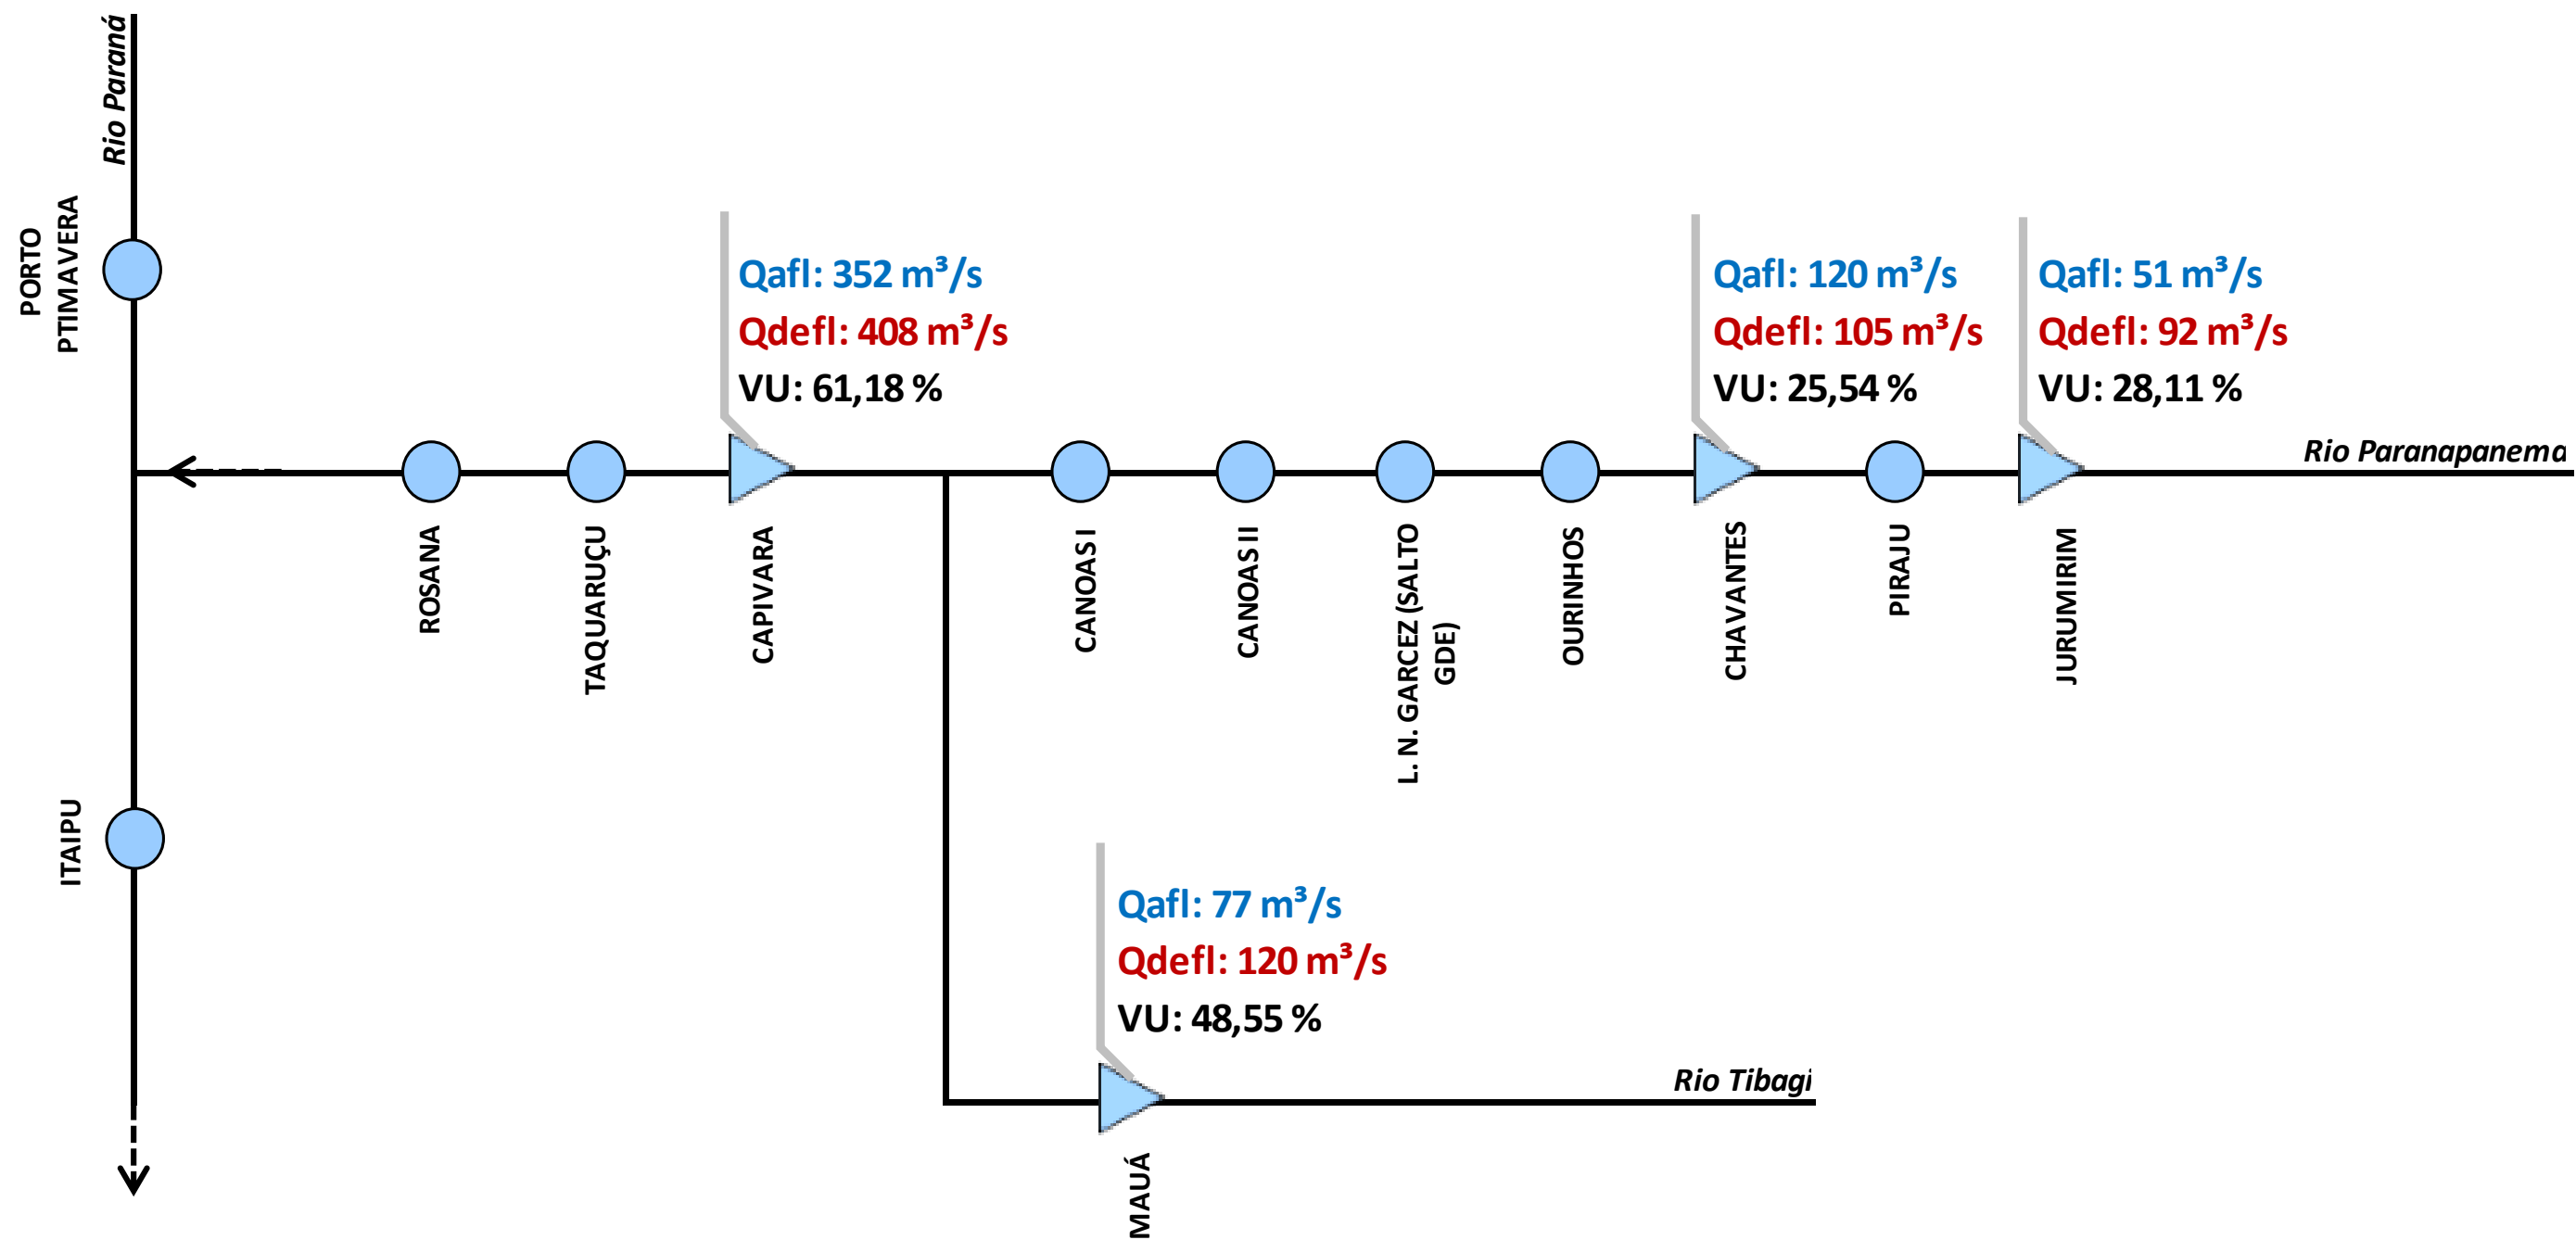 Rio Paraná
PORTO
PTIMAVERA
Qafl: 352 m³/s
Qdefl: 408 m³/s
VU: 61,18 %
Qafl: 120 m³/s
Qdefl: 105 m³/s
VU: 25,54 %
Qafl: 51 m³/s
Qdefl: 92 m³/s
VU: 28,11 %
Rio Paranapanema
ROSANA
TAQUARUÇU
CAPIVARA
CANOAS I
CANOAS II
L. N. GARCEZ (SALTO
GDE)
OURINHOS
CHAVANTES
PIRAJU
JURUMIRIM
ITAIPU
Qafl: 77 m³/s
Qdefl: 120 m³/s
VU: 48,55 %
Rio Tibagi
MAUÁ